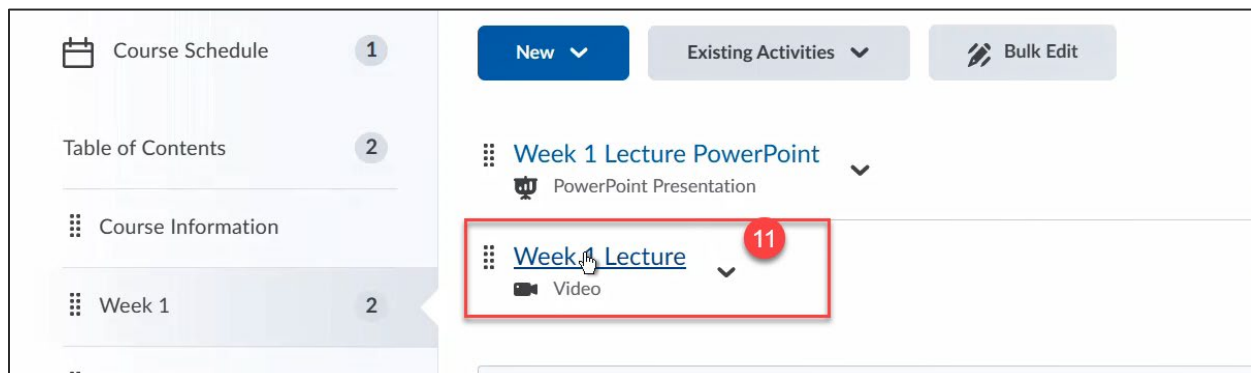 Course Schedule 1
Table of Contents 2
Course Information
Week 1 2
New
Existing Activities
Bulk Edit
Week 1 Lecture PowerPoint
PowerPoint Presentation
Week 1 Lecture
11
Video